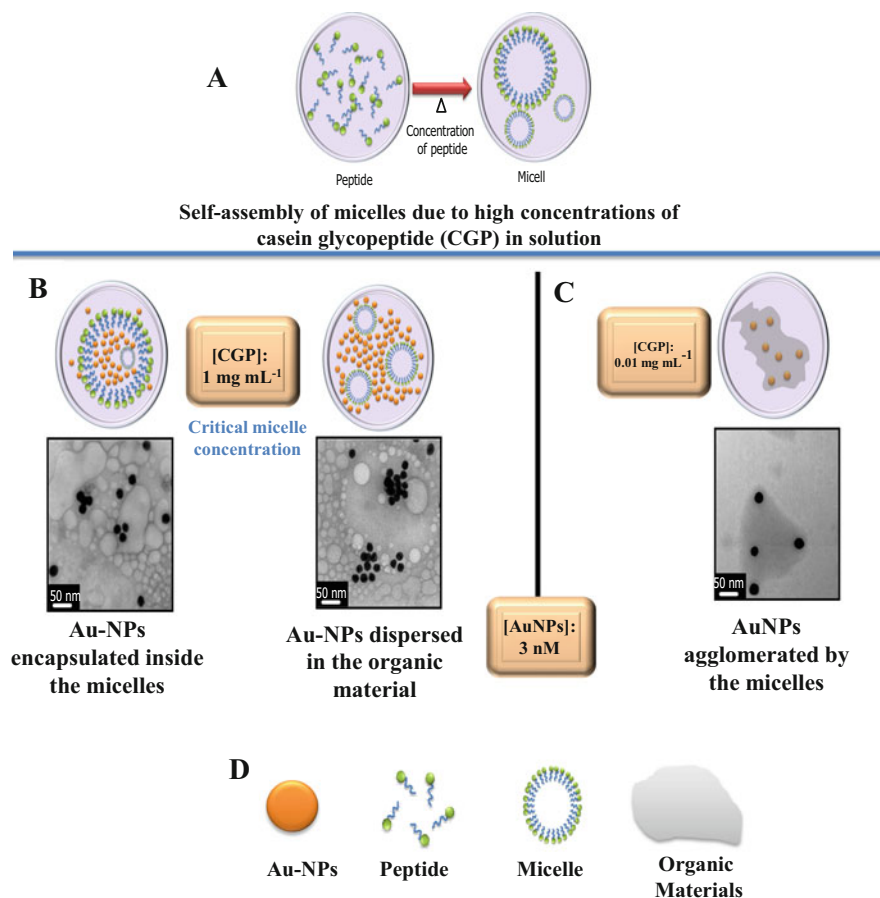 A
Δ
Concentration
of peptide
Peptide
Micell
Self-assembly of micelles due to high concentrations of
casein glycopeptide (CGP) in solution
B
[CGP]:
1 mg mL⁻¹
Critical micelle
concentration
50 nm
50 nm
Au-NPs
encapsulated inside
the micelles
Au-NPs dispersed
in the organic
material
C
[CGP]:
0.01 mg mL⁻¹
50 nm
[AuNPs]:
3 nM
AuNPs
agglomerated by
the micelles
D
Au-NPs
Peptide
Micelle
Organic
Materials